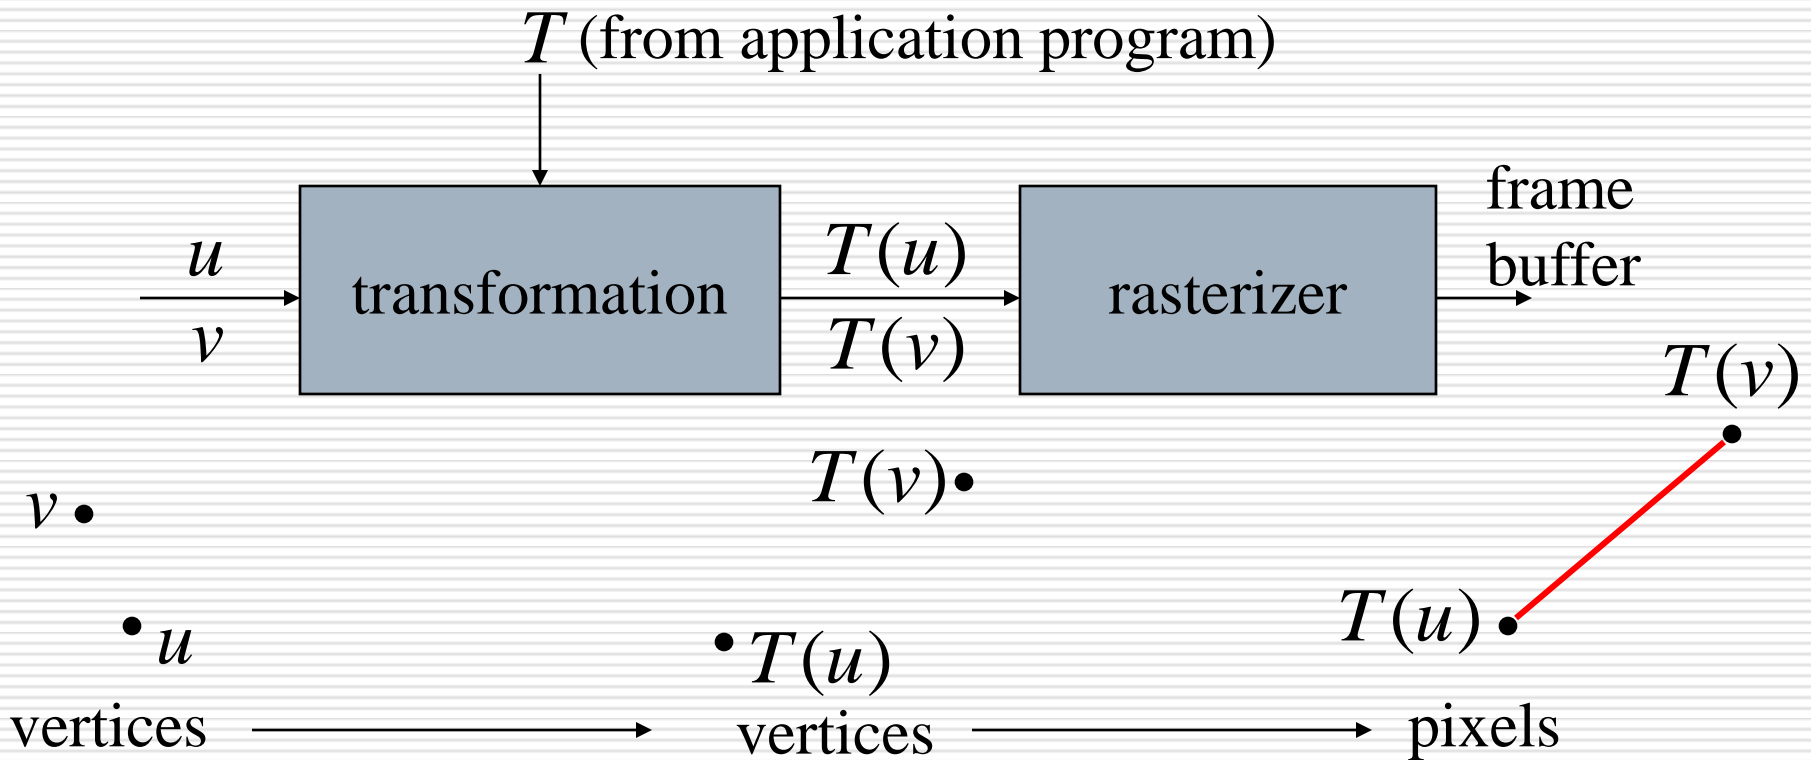 T (from application program)
frame
buffer
u
v
transformation
T(u)
T(v)
rasterizer
T(v)
T(v)
v
u
T(u)
T(u)
vertices
vertices
pixels